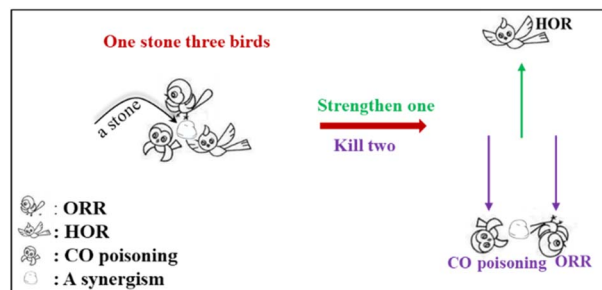 One stone three birds
a stone
: ORR
: HOR
: CO poisoning
: A synergism
Strengthen one
Kill two
HOR
CO poisoning
ORR